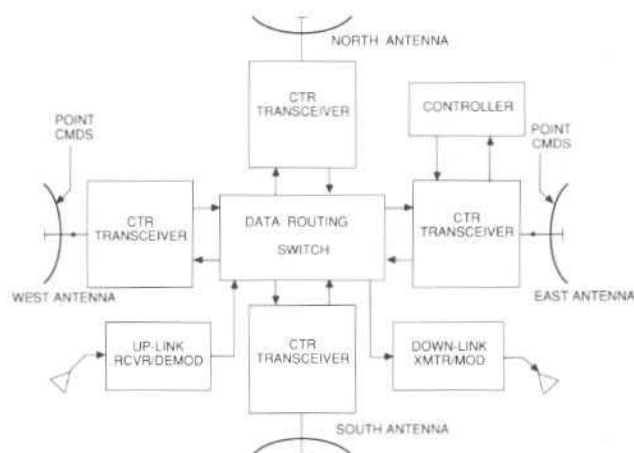 NORTH ANTENNA
CTR
TRANSCEIVER
CONTROLLER
POINT
CMDS
POINT
CMDS
CTR
TRANSCEIVER
DATA ROUTING
SWITCH
CTR
TRANSCEIVER
WEST ANTENNA
EAST ANTENNA
UP-LINK
RCVR/DEMOD
CTR
TRANSCEIVER
DOWN-LINK
XMTR/MOD
SOUTH ANTENNA